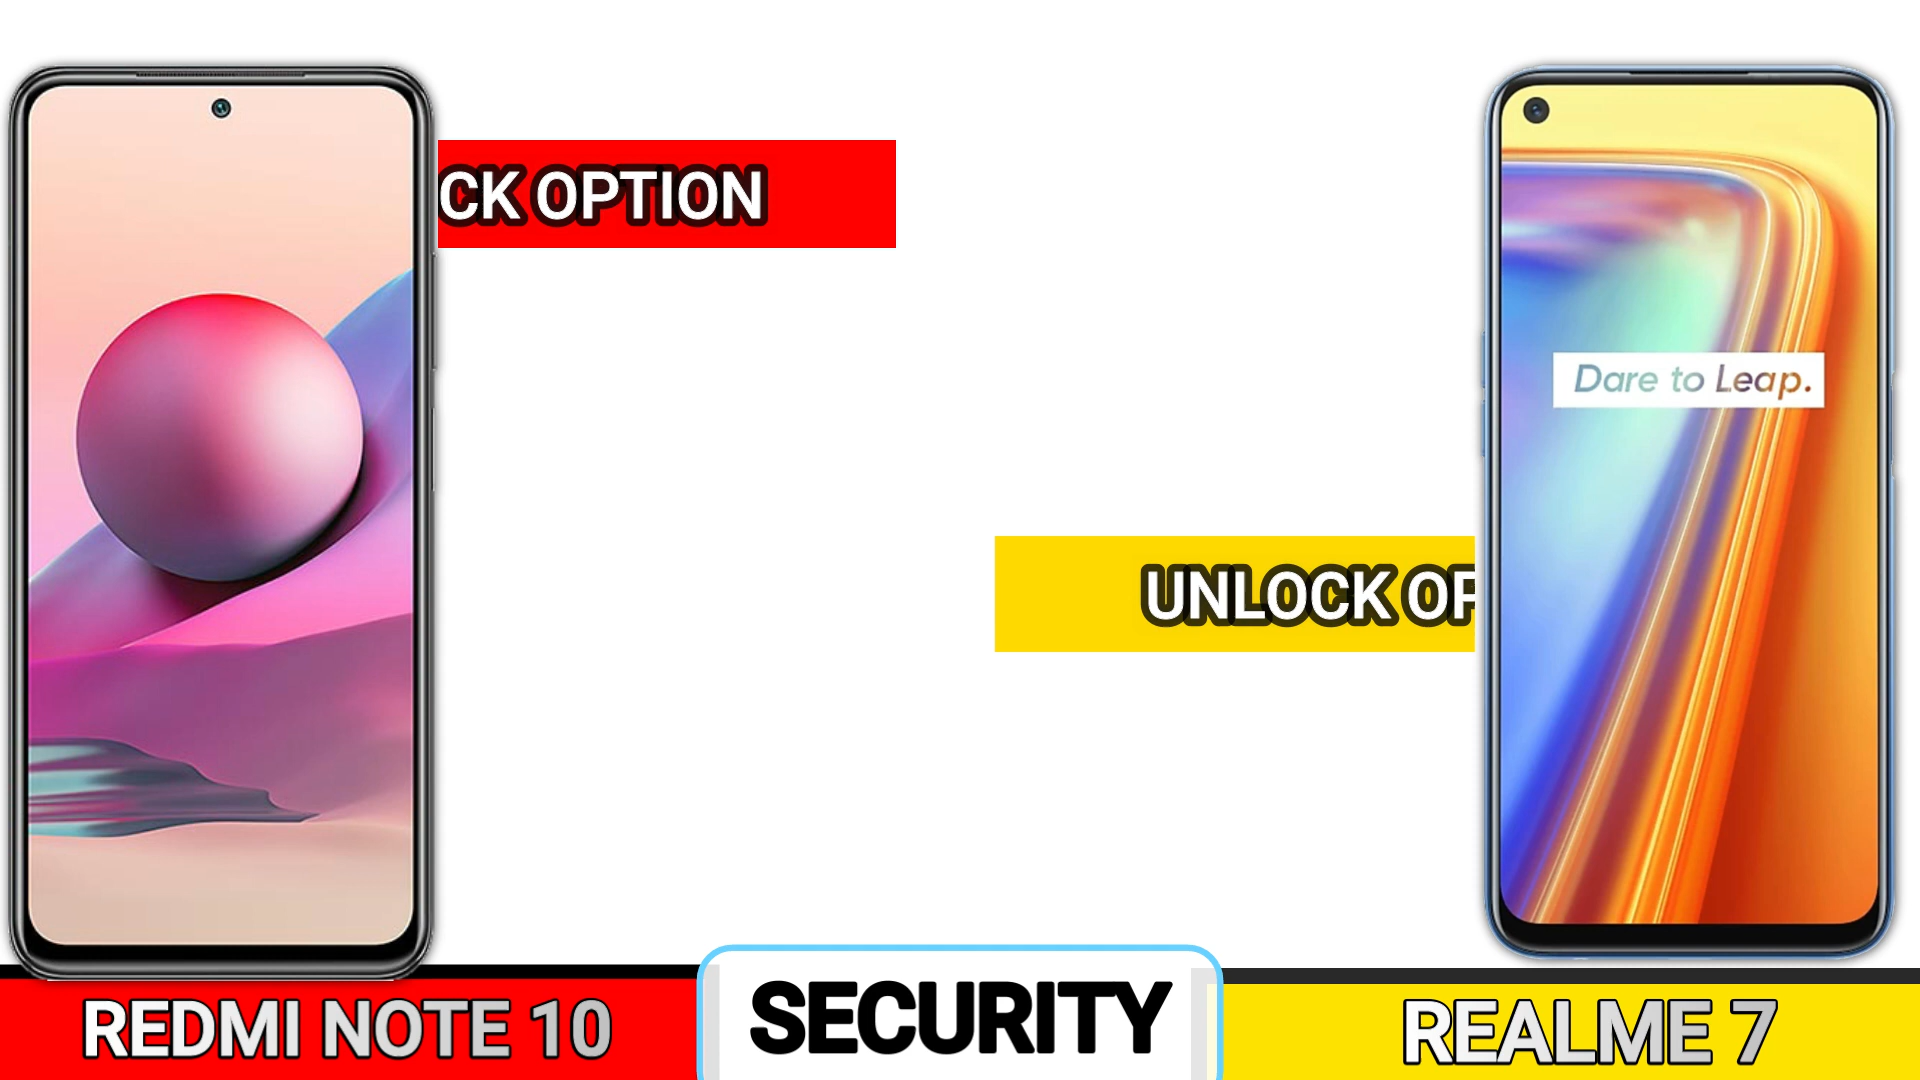 CK OPTION
Dare to Leap.
UNLOCK OP
REDMI NOTE 10
SECURITY
REALME 7